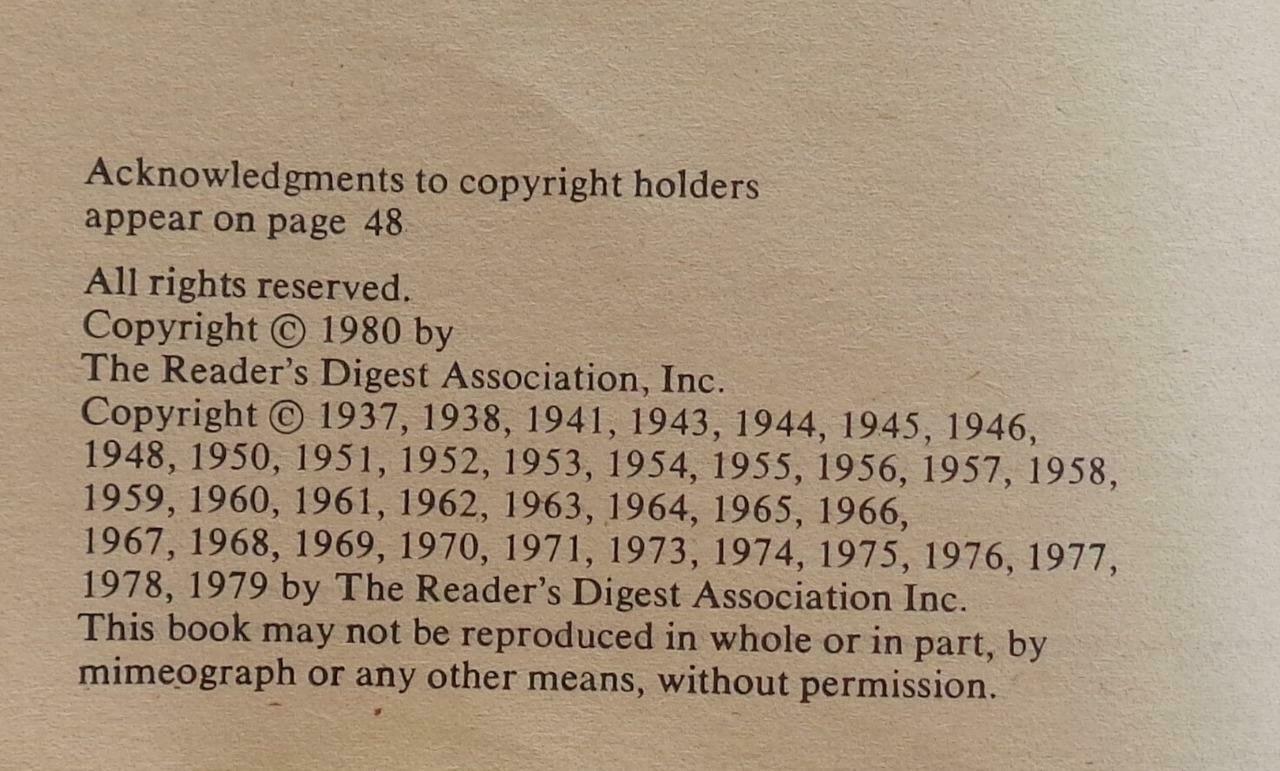 Acknowledgments to copyright holders
appear on page 48
All rights reserved.
Copyright © 1980 by
The Reader's Digest Association, Inc.
Copyright © 1937, 1938, 1941, 1943, 1944, 1945, 1946,
1948, 1950, 1951, 1952, 1953, 1954, 1955, 1956, 1957, 1958,
1959, 1960, 1961, 1962, 1963, 1964, 1965, 1966,
1967, 1968, 1969, 1970, 1971, 1973, 1974, 1975, 1976, 1977,
1978, 1979 by The Reader's Digest Association Inc.
This book may not be reproduced in whole or in part, by
mimeograph or any other means, without permission.